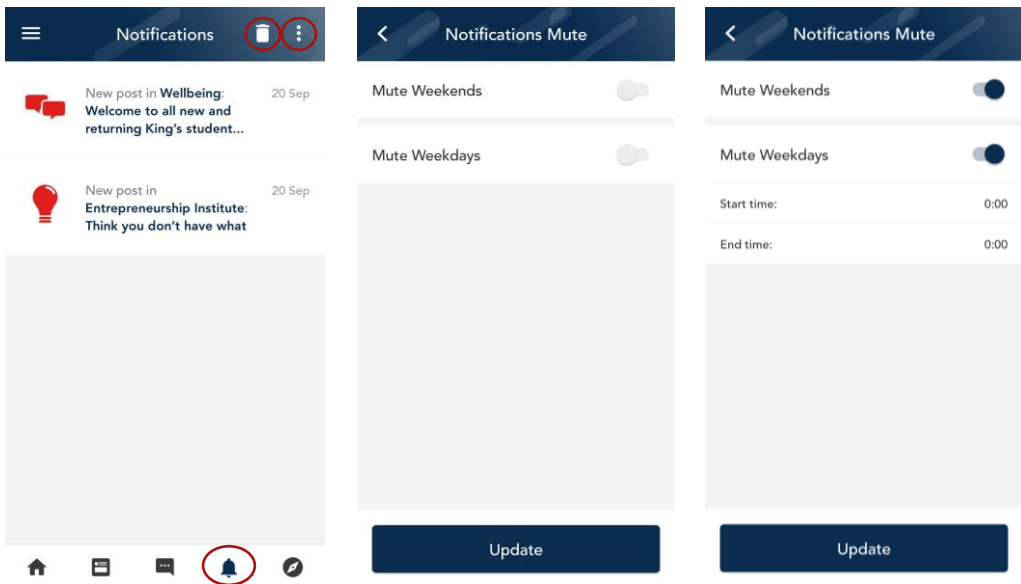 Notifications
New post in Wellbeing:
20 Sep
Welcome to all new and
returning King's student...
New post in
20 Sep
Entrepreneurship Institute:
Think you don't have what
Notifications Mute
Mute Weekends
Mute Weekdays
Update
Notifications Mute
Mute Weekends
Mute Weekdays
Start time:
0:00
End time:
0:00
Update